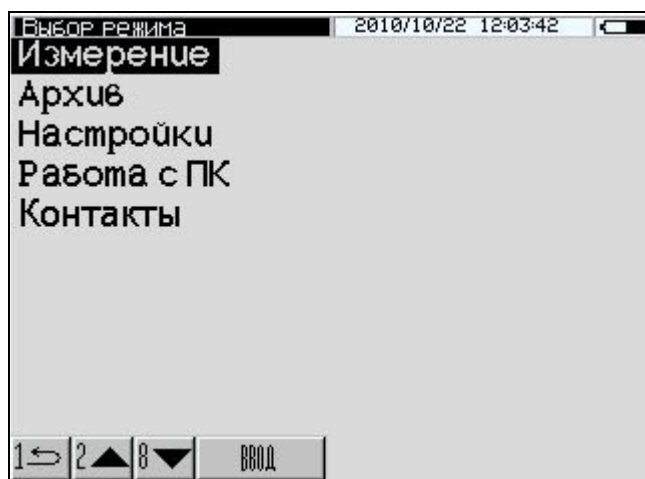 Выбор режима 2010/10/22 12:03:42
Измерение
Архив
Настройки
Работа с ПК
Контакты
1 2 8 ВВОД